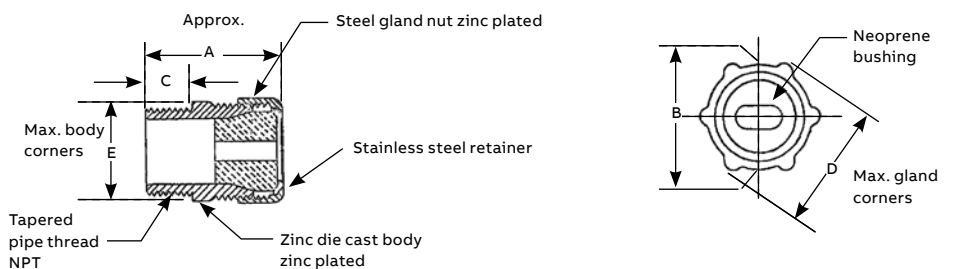 Approx.
A
C
Steel gland nut zinc plated
Max. body
corners
E
Stainless steel retainer
Tapered
pipe thread
NPT
Zinc die cast body
zinc plated
Neoprene
bushing
B
D
Max. gland
corners